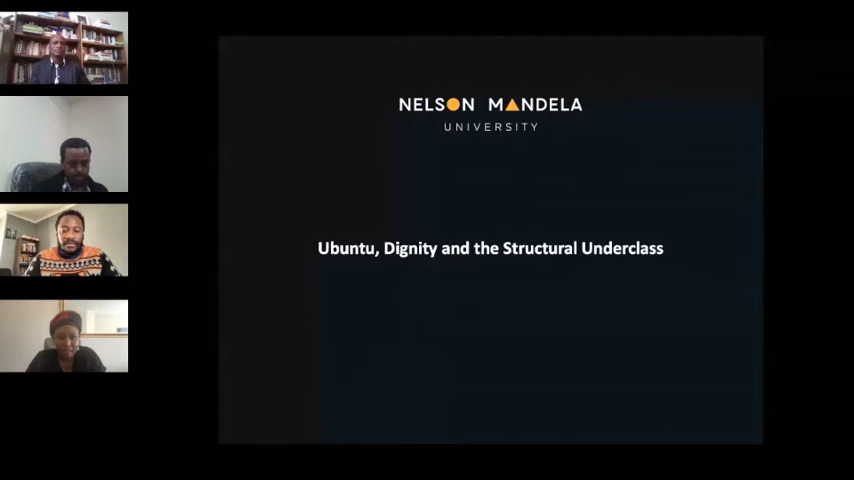 NELSON MANDELA
UNIVERSITY
Ubuntu, Dignity and the Structural Underclass